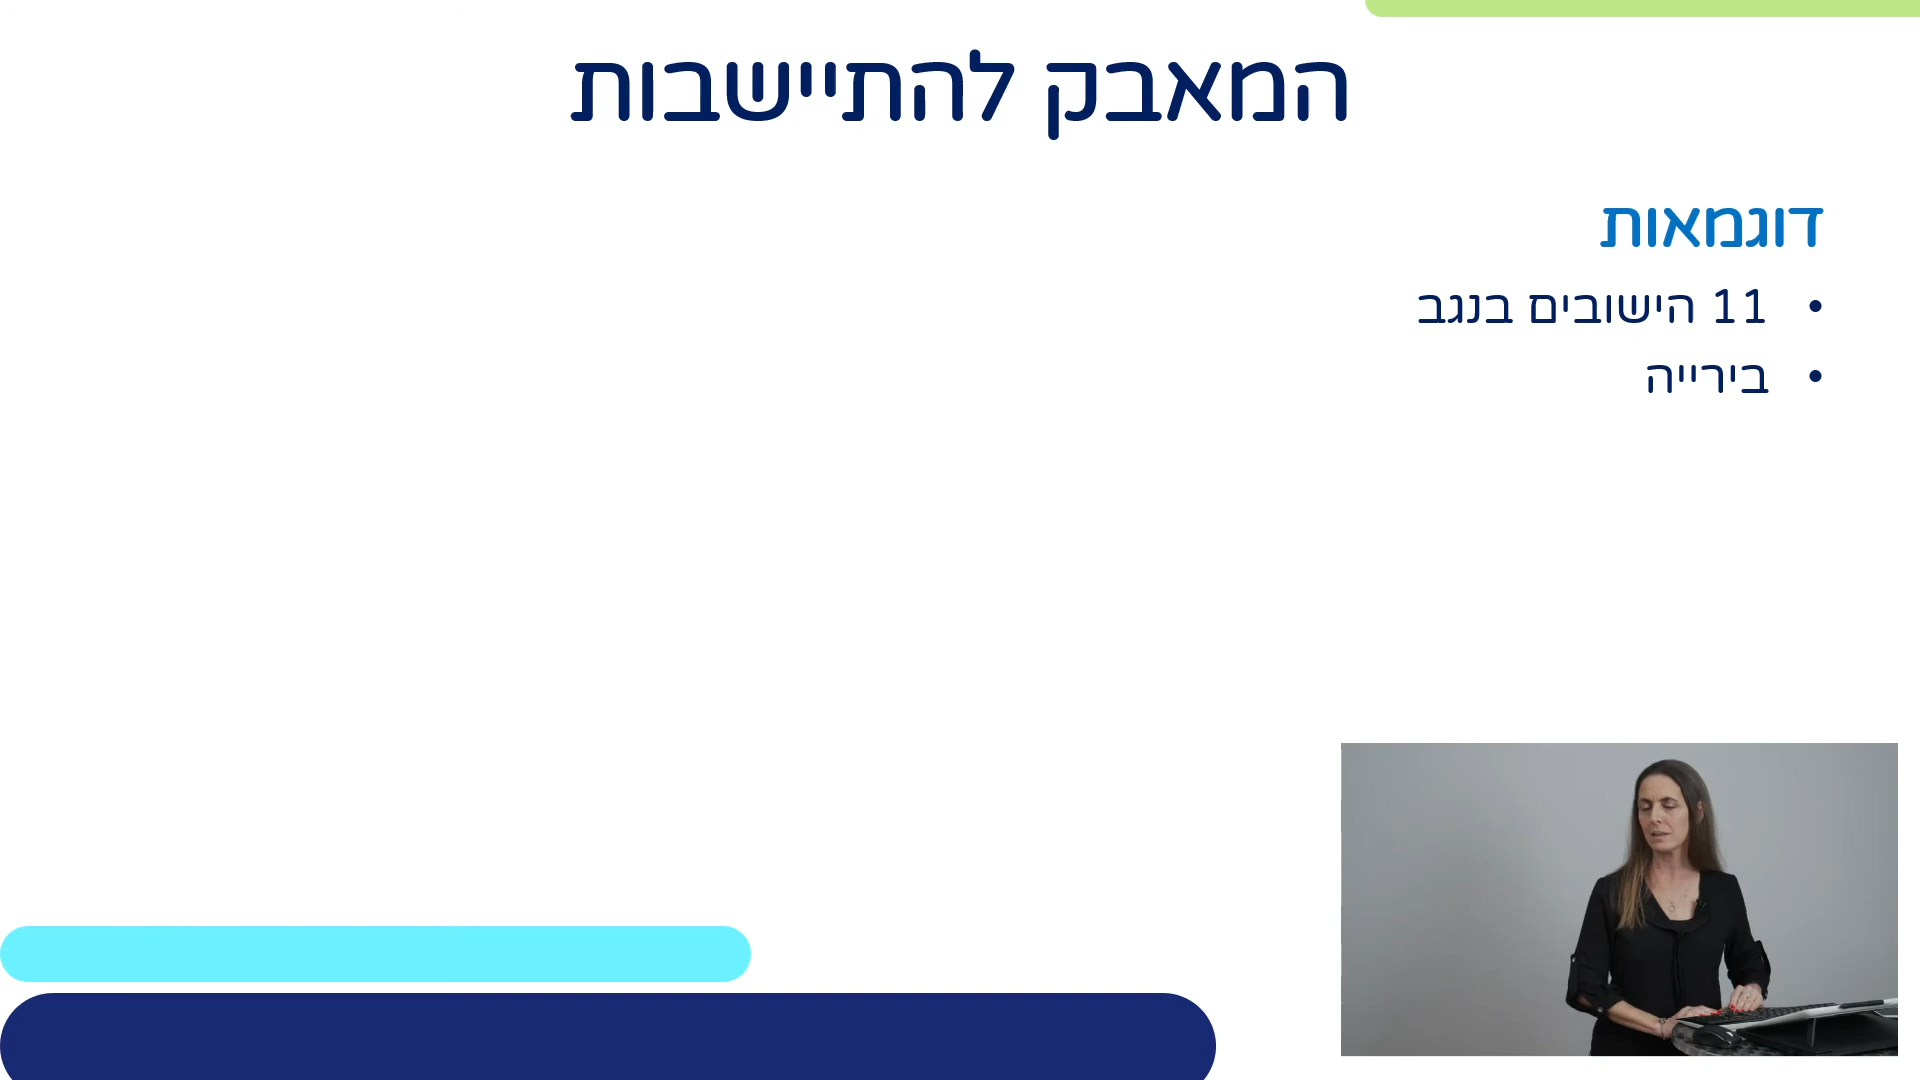 המאבק להתיישבות
דוגמאות
• 11 הישובים בנגב
• בירייה